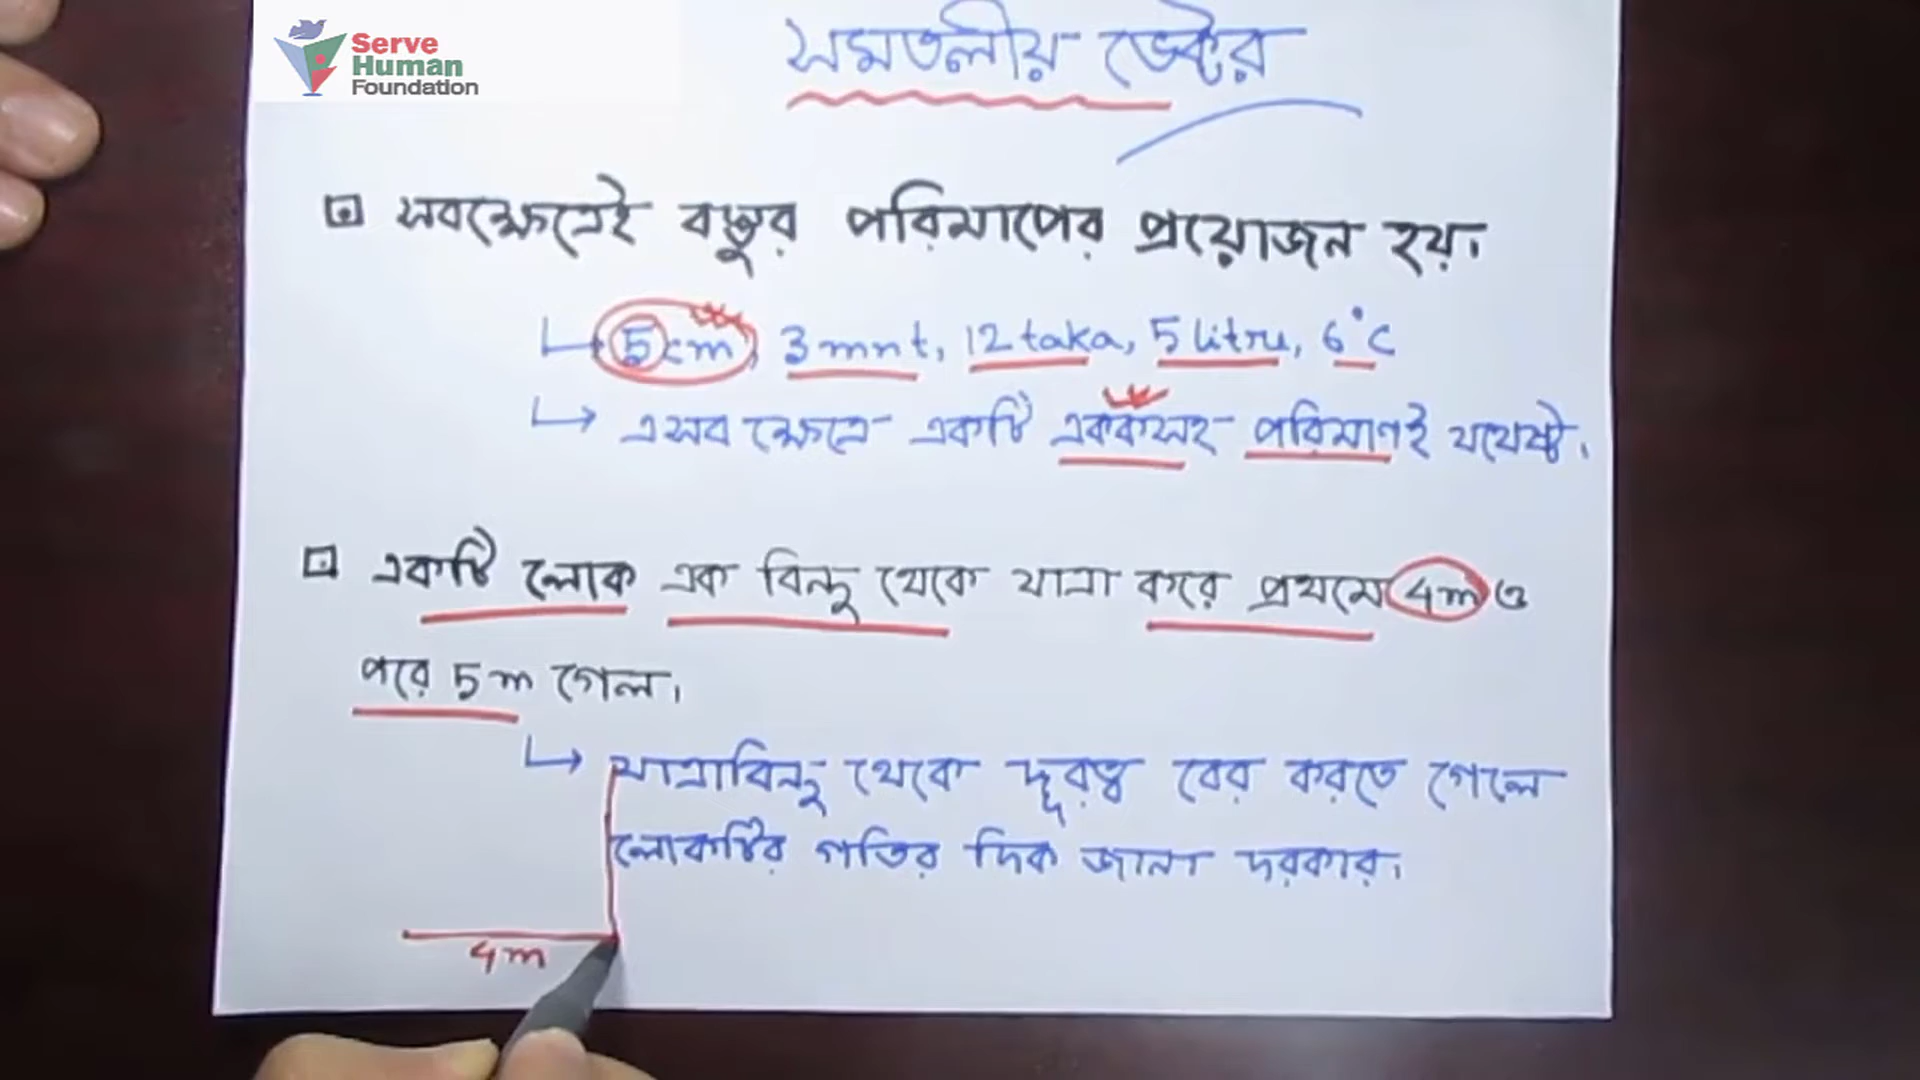 Serve
Human
Foundation
সমতলীয় ভেক্টর
সবক্ষেত্রেই বস্তুর পরিমাপের প্রয়োজন হয়।
5cm, 3mnt, 12 taka, 5 litru, 6°C
এসব ক্ষেত্রে একটি এককসহ পরিমাণই যথেষ্ট।
একটি লোক এক বিন্দু থেকে যাত্রা করে প্রথমে 4m ও
পরে 5m গেল।
যাত্রাবিন্দু থেকে দূরত্ব বের করতে গেলে
লোকটির গতির দিক জানা দরকার।
4m